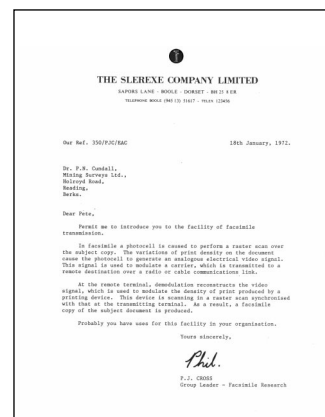 THE SLEREXE COMPANY LIMITED
SAPORS LANE - BOOLE - DORSET - BH 25 8 ER
TELEPHONE BOOLE (945 13) 51617 - TELEX 123456
Our Ref. 350/PJC/EAC
18th January, 1972.
Dr. P.N. Cundall,
Mining Surveys Ltd.,
Holroyd Road,
Reading,
Berks.
Dear Pete,
Permit me to introduce you to the facility of facsimile
transmission.
In facsimile a photocell is caused to perform a raster scan over
the subject copy. The variations of print density on the document
cause the photocell to generate an analogous electrical video signal.
This signal is used to modulate a carrier, which is transmitted to a
remote destination over a radio or cable communications link.
At the remote terminal, demodulation reconstructs the video
signal, which is used to modulate the density of print produced by a
printing device. This device is scanning in a raster scan synchronised
with that at the transmitting terminal. As a result, a facsimile
copy of the subject document is produced.
Probably you have uses for this facility in your organisation.
Yours sincerely,
Phil.
P.J. CROSS
Group Leader - Facsimile Research